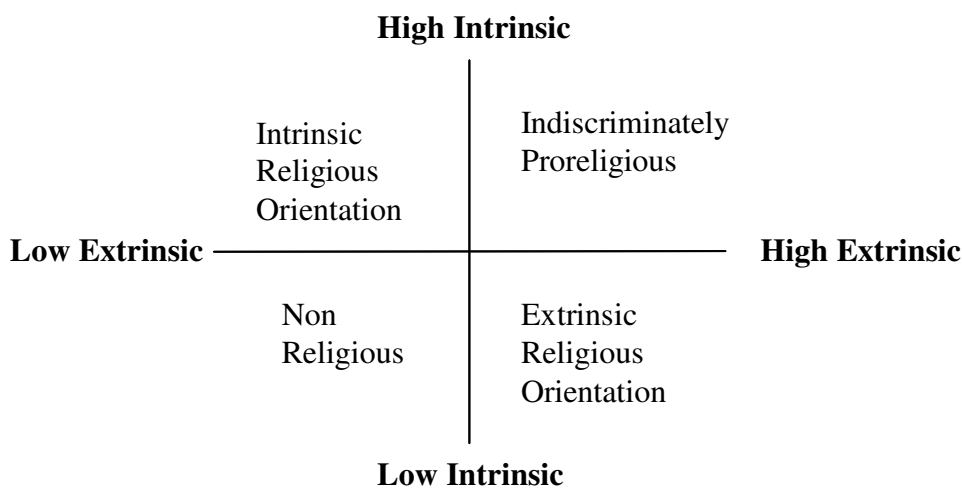 High Intrinsic
Intrinsic
Religious
Orientation
Indiscriminately
Proreligious
Low Extrinsic
High Extrinsic
Non
Religious
Extrinsic
Religious
Orientation
Low Intrinsic